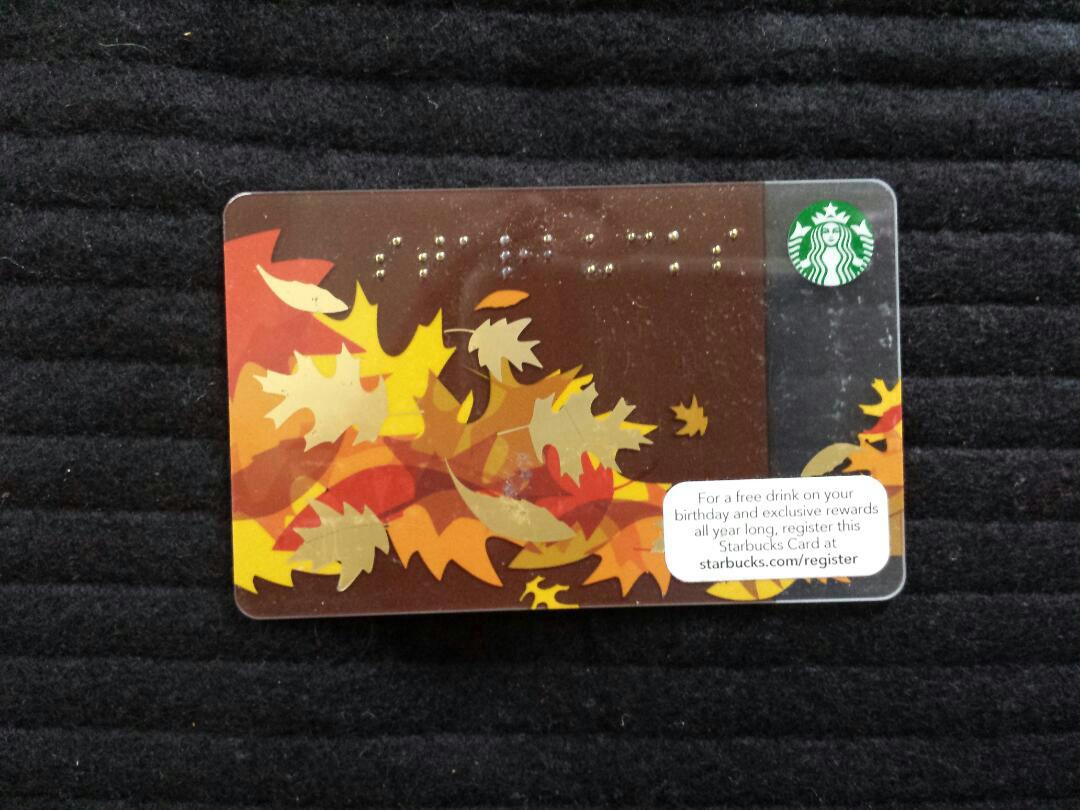 ⠎⠞⠁⠗⠃⠥⠉⠅⠎
For a free drink on your
birthday and exclusive rewards
all year long, register this
Starbucks Card at
starbucks.com/register